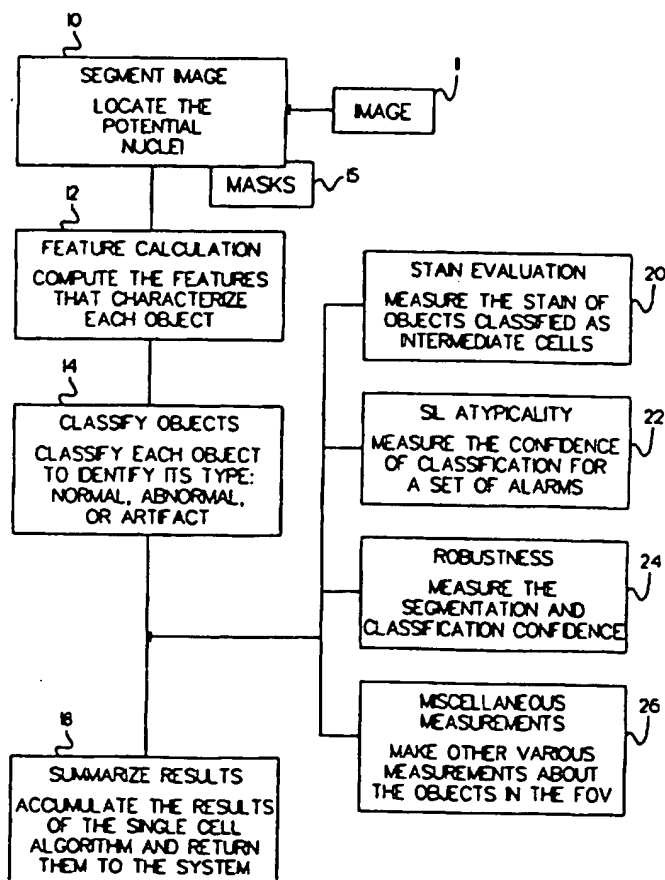 10
SEGMENT IMAGE
LOCATE THE
POTENTIAL
NUCLEI
1
IMAGE
MASKS
15
12
FEATURE CALCULATION
COMPUTE THE FEATURES
THAT CHARACTERIZE
EACH OBJECT
14
CLASSIFY OBJECTS
CLASSIFY EACH OBJECT
TO IDENTIFY ITS TYPE:
NORMAL, ABNORMAL,
OR ARTIFACT
STAIN EVALUATION
MEASURE THE STAIN OF
OBJECTS CLASSIFIED AS
INTERMEDIATE CELLS
20
SL ATYPICALITY
MEASURE THE CONFIDENCE
OF CLASSIFICATION FOR
A SET OF ALARMS
22
ROBUSTNESS
MEASURE THE
SEGMENTATION AND
CLASSIFICATION CONFIDENCE
24
MISCELLANEOUS
MEASUREMENTS
MAKE OTHER VARIOUS
MEASUREMENTS ABOUT
THE OBJECTS IN THE FOV
26
18
SUMMARIZE RESULTS
ACCUMULATE THE RESULTS
OF THE SINGLE CELL
ALGORITHM AND RETURN
THEM TO THE SYSTEM